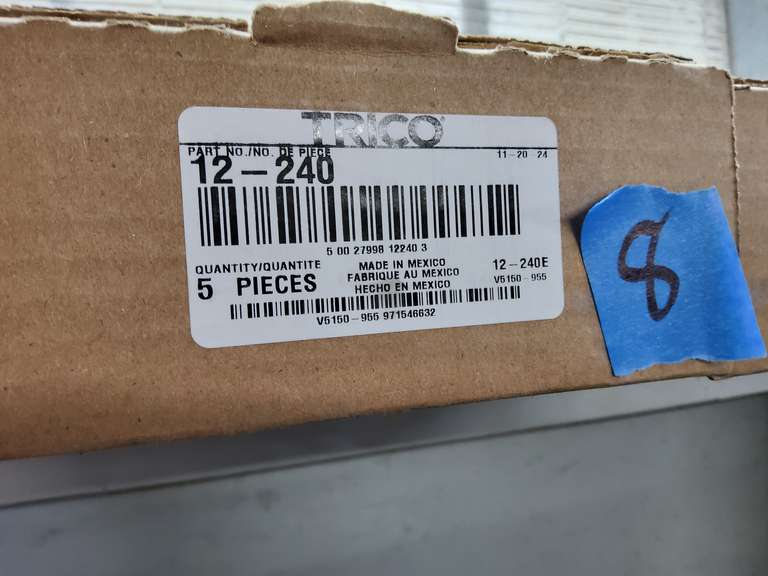 TRICO
PART NO./NO. DE PIECE 11-20-24
12-240
5 00 27998 12240 3
QUANTITY/QUANTITE MADE IN MEXICO 12-240E
5 PIECES FABRIQUE AU MEXICO V5150-955
HECHO EN MEXICO
V5150-955 971546632
8